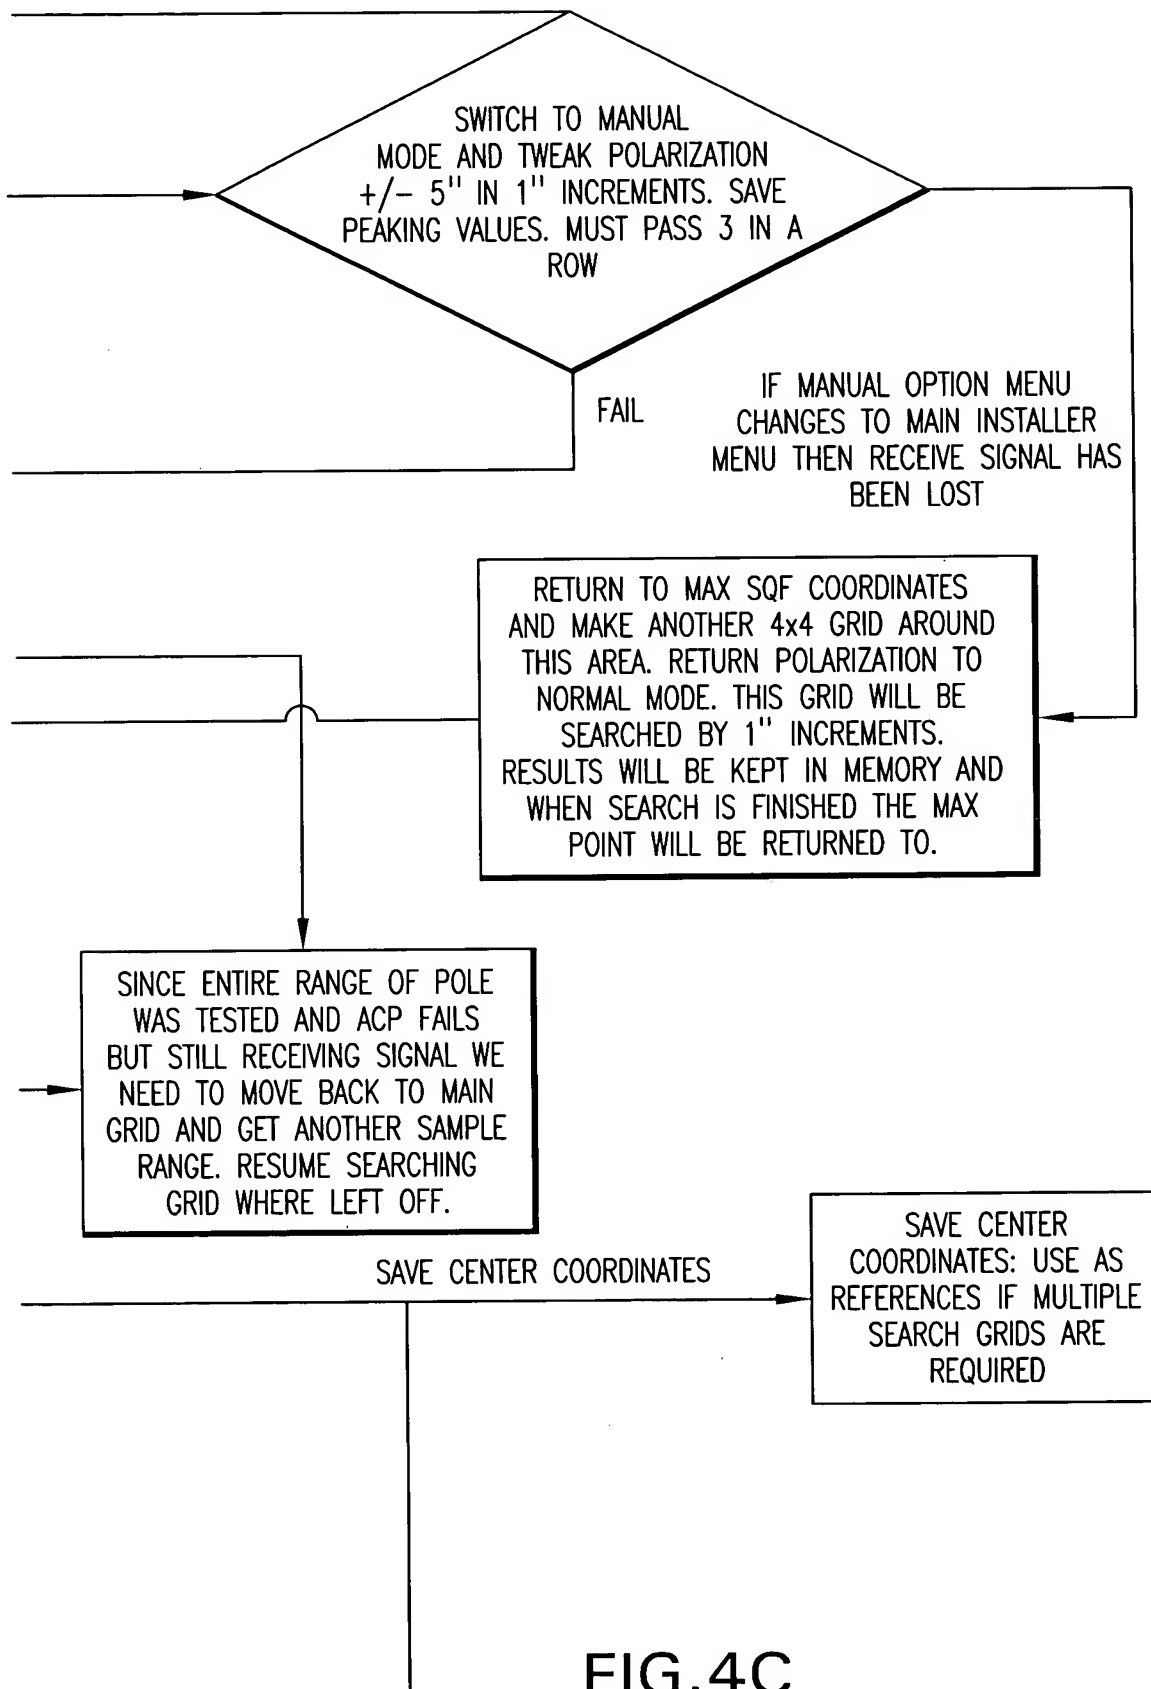 SWITCH TO MANUAL
MODE AND TWEAK POLARIZATION
+/- 5" IN 1" INCREMENTS. SAVE
PEAKING VALUES. MUST PASS 3 IN A
ROW
FAIL
IF MANUAL OPTION MENU
CHANGES TO MAIN INSTALLER
MENU THEN RECEIVE SIGNAL HAS
BEEN LOST
RETURN TO MAX SQF COORDINATES
AND MAKE ANOTHER 4x4 GRID AROUND
THIS AREA. RETURN POLARIZATION TO
NORMAL MODE. THIS GRID WILL BE
SEARCHED BY 1" INCREMENTS.
RESULTS WILL BE KEPT IN MEMORY AND
WHEN SEARCH IS FINISHED THE MAX
POINT WILL BE RETURNED TO.
SINCE ENTIRE RANGE OF POLE
WAS TESTED AND ACP FAILS
BUT STILL RECEIVING SIGNAL WE
NEED TO MOVE BACK TO MAIN
GRID AND GET ANOTHER SAMPLE
RANGE. RESUME SEARCHING
GRID WHERE LEFT OFF.
SAVE CENTER COORDINATES
SAVE CENTER
COORDINATES: USE AS
REFERENCES IF MULTIPLE
SEARCH GRIDS ARE
REQUIRED
FIG.4C